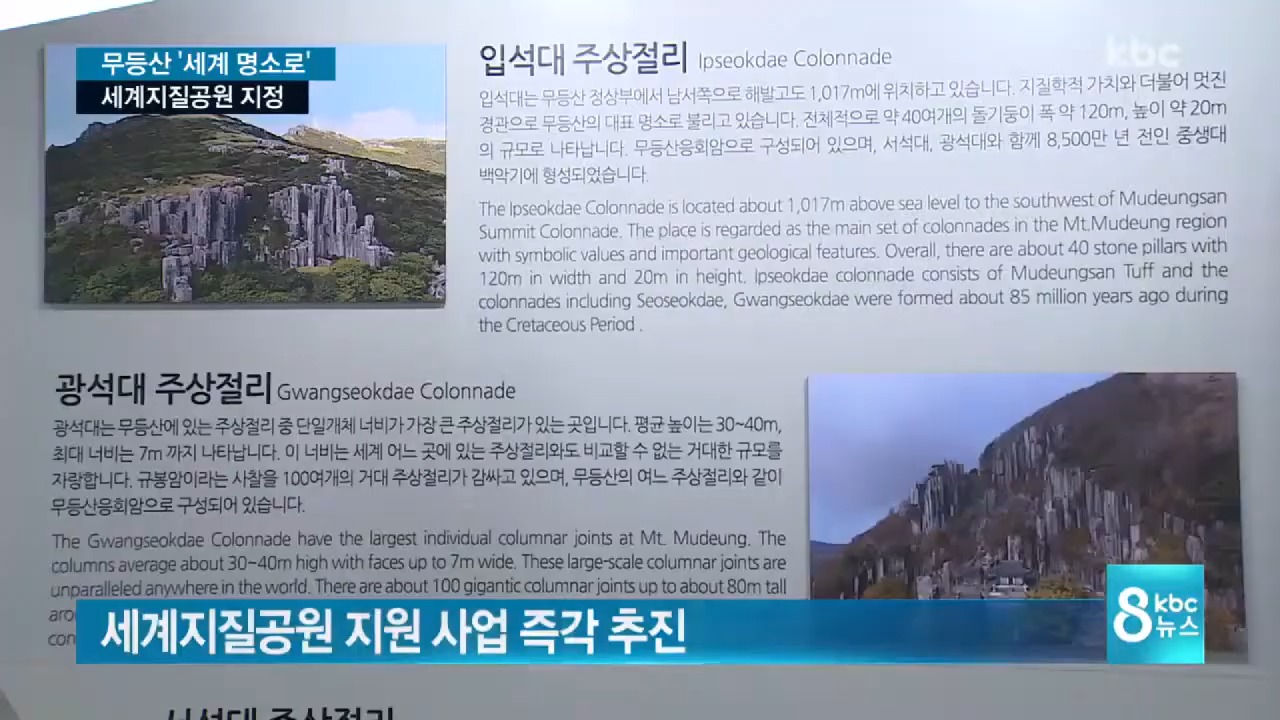 무등산 '세계 명소로'
세계지질공원 지정
kbc
입석대 주상절리 Ipseokdae Colonnade
입석대는 무등산 정상부에서 남서쪽으로 해발고도 1,017m에 위치하고 있습니다. 지질학적 가치와 더불어 멋진
경관으로 무등산의 대표 명소로 불리고 있습니다. 전체적으로 약 40여개의 돌기둥이 폭 약 120m, 높이 약 20m
의 규모로 나타납니다. 무등산응회암으로 구성되어 있으며, 서석대, 광석대와 함께 8,500만 년 전인 중생대
백악기에 형성되었습니다.
The Ipseokdae Colonnade is located about 1,017m above sea level to the southwest of Mudeungsan
Summit Colonnade. The place is regarded as the main set of colonnades in the Mt.Mudeung region
with symbolic values and important geological features. Overall, there are about 40 stone pillars with
120m in width and 20m in height. Ipseokdae colonnade consists of Mudeungsan Tuff and the
colonnades including Seoseokdae, Gwangseokdae were formed about 85 million years ago during
the Cretaceous Period .
광석대 주상절리 Gwangseokdae Colonnade
광석대는 무등산에 있는 주상절리 중 단일개체 너비가 가장 큰 주상절리가 있는 곳입니다. 평균 높이는 30~40m,
최대 너비는 7m 까지 나타납니다. 이 너비는 세계 어느 곳에 있는 주상절리와도 비교할 수 없는 거대한 규모를
자랑합니다. 규봉암이라는 사찰을 100여개의 거대 주상절리가 감싸고 있으며, 무등산의 여느 주상절리와 같이
무등산응회암으로 구성되어 있습니다.
The Gwangseokdae Colonnade have the largest individual columnar joints at Mt. Mudeung. The
columns average about 30~40m high with faces up to 7m wide. These large-scale columnar joints are
unparalleled anywhere in the world. There are about 100 gigantic columnar joints up to about 80m tall
세계지질공원 지원 사업 즉각 추진
8 kbc 뉴스
서석대 주상절리